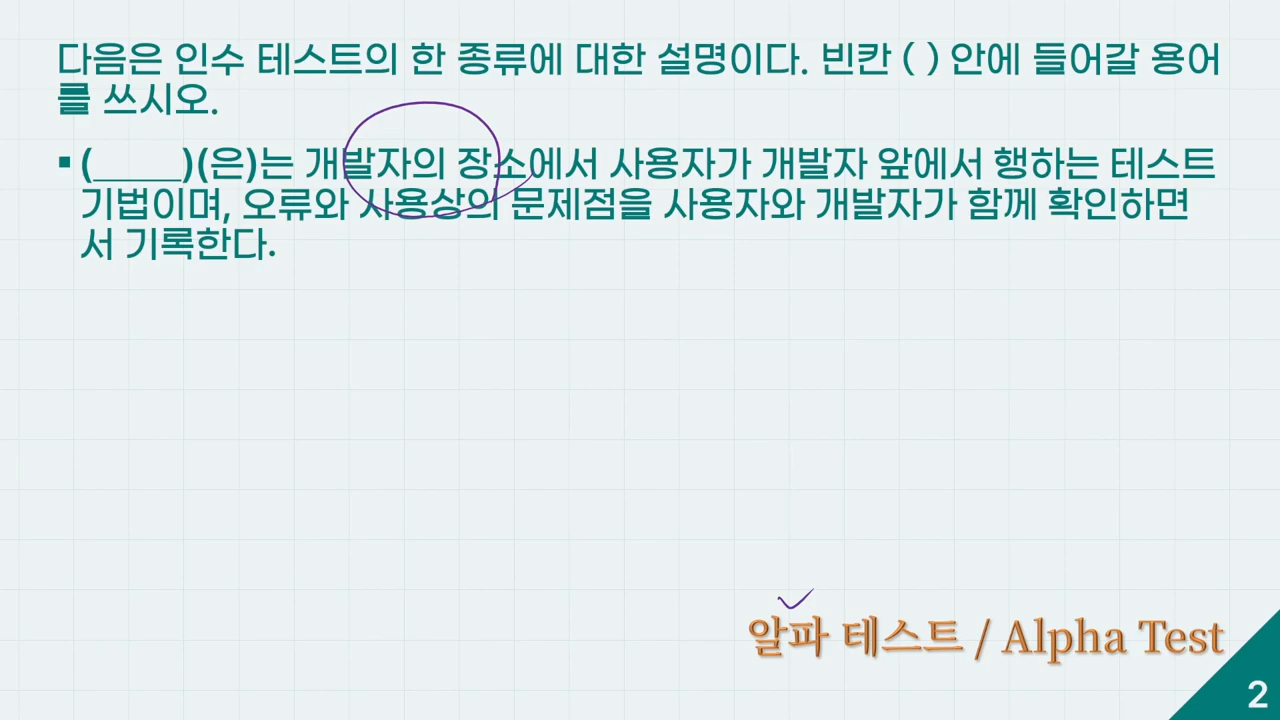 다음은 인수 테스트의 한 종류에 대한 설명이다. 빈칸 ( ) 안에 들어갈 용어
를 쓰시오.
▪ (_____)(은)는 개발자의 장소에서 사용자가 개발자 앞에서 행하는 테스트
기법이며, 오류와 사용상의 문제점을 사용자와 개발자가 함께 확인하면
서 기록한다.
알파 테스트 / Alpha Test
2